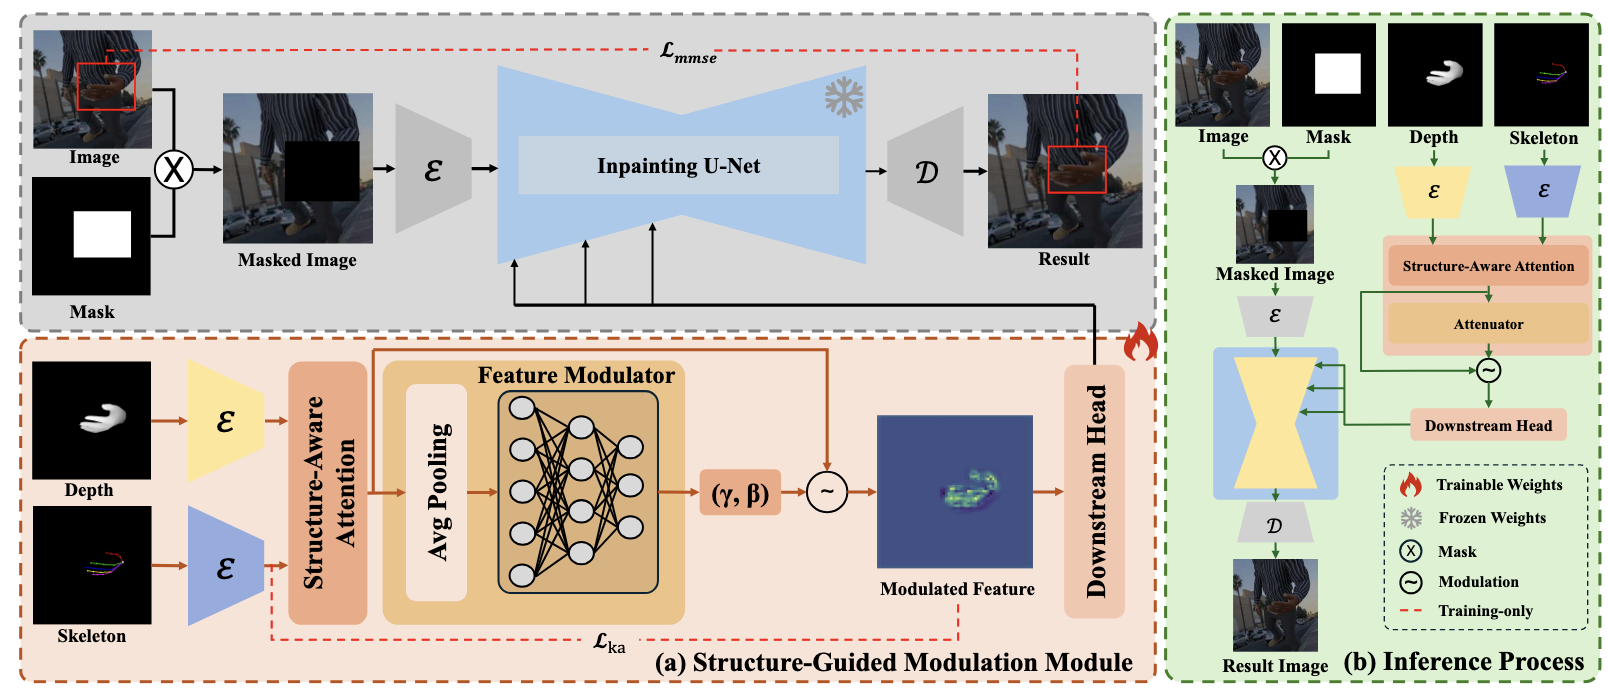 Image
Mask
Masked Image
ℰ
Inpainting U-Net
𝒟
ℒmmse
Result
Depth
Skeleton
ℰ
ℰ
Structure-Aware
Attention
Feature Modulator
Avg Pooling
(γ, β)
~
Modulated Feature
Downstream Head
ℒka
(a) Structure-Guided Modulation Module
Image
Mask
Depth
Skeleton
X
ℰ
ℰ
Masked Image
Structure-Aware Attention
Attenuator
ℰ
~
Downstream Head
𝒟
Result Image
Trainable Weights
Frozen Weights
X
Mask
~
Modulation
Training-only
(b) Inference Process
X